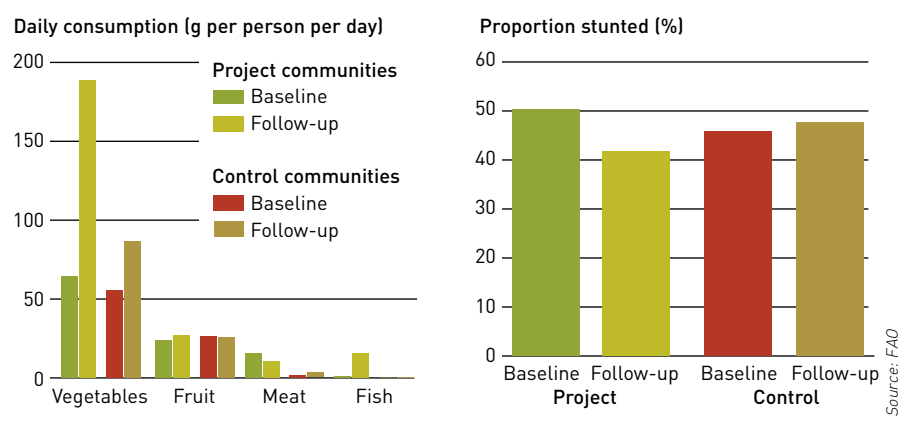 Daily consumption (g per person per day)
200
150
100
50
0
Project communities
Baseline
Follow-up
Control communities
Baseline
Follow-up
Vegetables Fruit Meat Fish
Proportion stunted (%)
60
50
40
30
20
10
0
Baseline Follow-up Baseline Follow-up
Project Control
Source: FAO